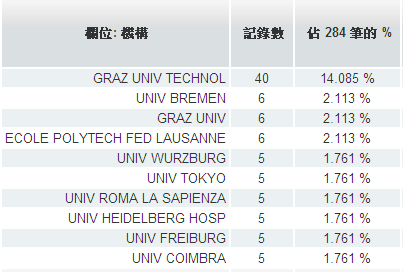 欄位: 機構 記錄數 佔 284 筆的 %
GRAZ UNIV TECHNOL 40 14.085 %
UNIV BREMEN 6 2.113 %
GRAZ UNIV 6 2.113 %
ECOLE POLYTECH FED LAUSANNE 6 2.113 %
UNIV WURZBURG 5 1.761 %
UNIV TOKYO 5 1.761 %
UNIV ROMA LA SAPIENZA 5 1.761 %
UNIV HEIDELBERG HOSP 5 1.761 %
UNIV FREIBURG 5 1.761 %
UNIV COIMBRA 5 1.761 %